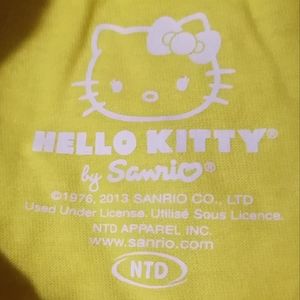 HELLO KITTY®
by Sanrio®
©1976, 2013 SANRIO CO., LTD
Used Under License. Utilisé Sous Licence.
NTD APPAREL INC.
www.sanrio.com
NTD